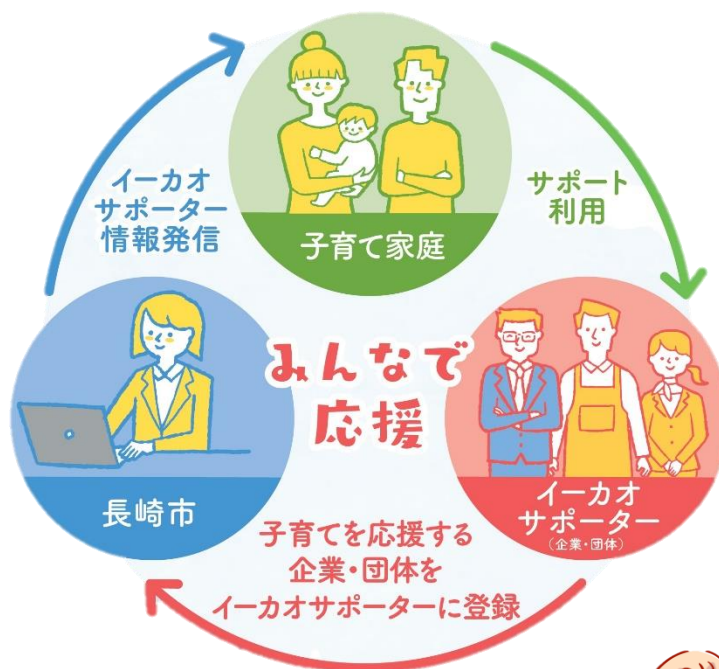 子育て家庭
イーカオ
サポーター
情報発信
サポート
利用
みんなで
応援
長崎市
イーカオ
サポーター
(企業・団体)
子育てを応援する
企業・団体を
イーカオサポーターに登録